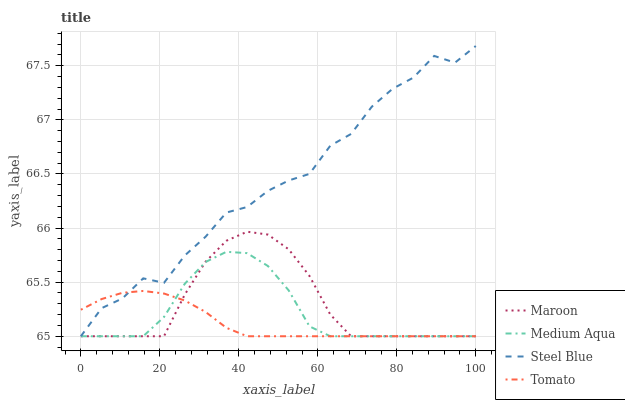 title
yaxis_label
67.5
67
66.5
66
65.5
65
0 20 40 60 80 100
xaxis_label
Maroon
Medium Aqua
Steel Blue
Tomato